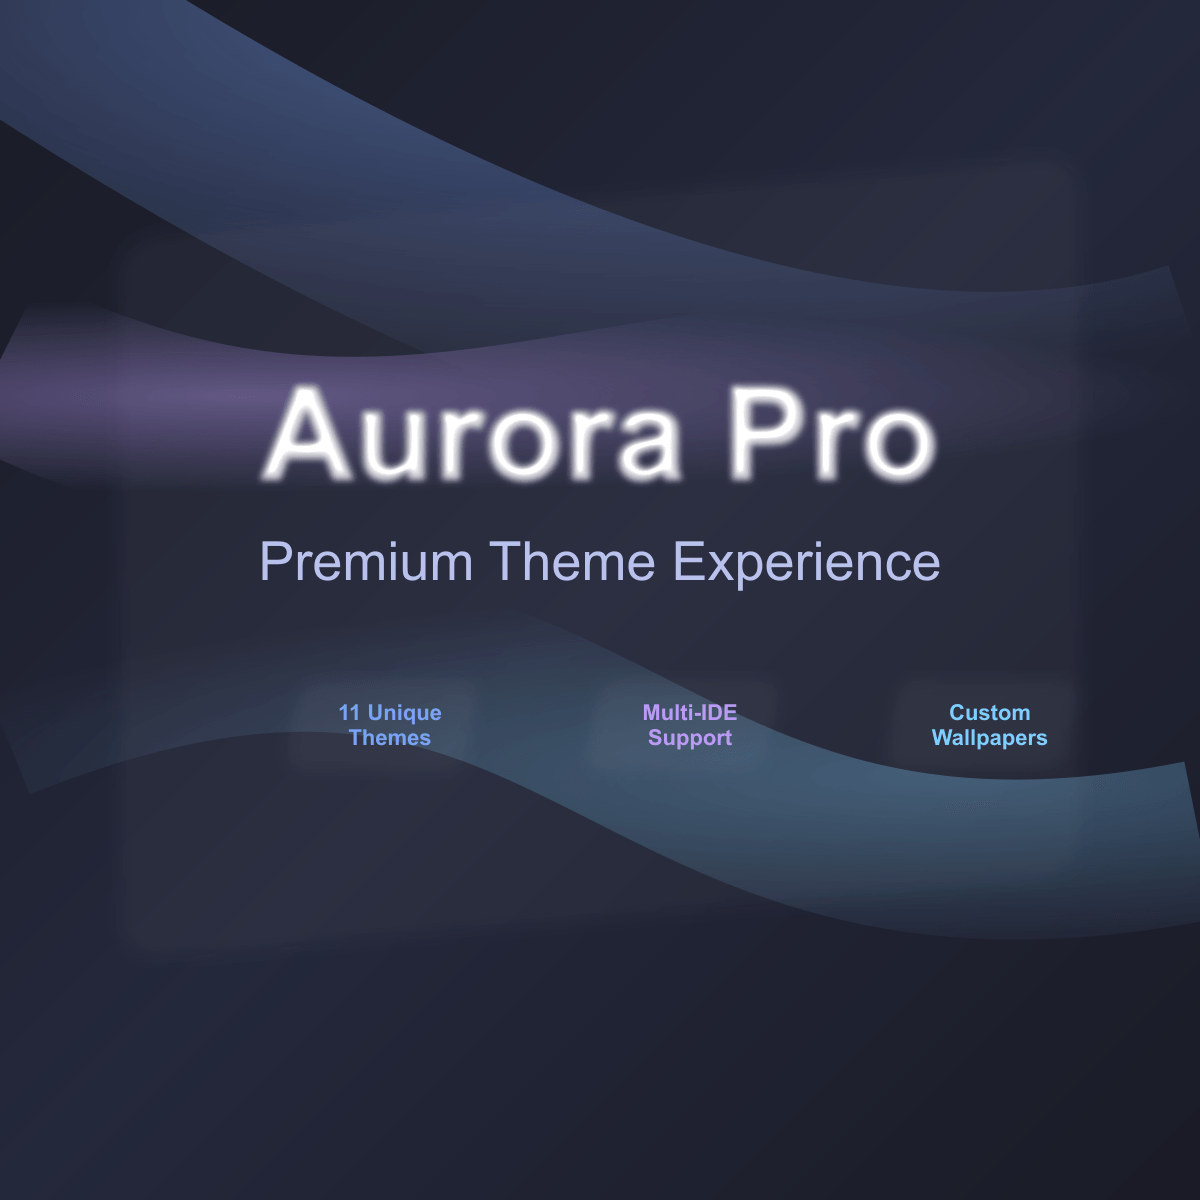 Aurora Pro
Premium Theme Experience
11 Unique
Themes
Multi-IDE
Support
Custom
Wallpapers